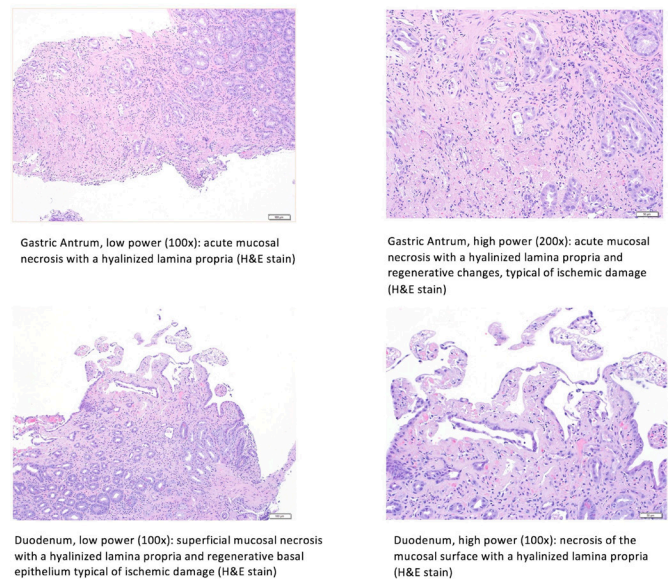 Gastric Antrum, low power (100x): acute mucosal
necrosis with a hyalinized lamina propria (H&E stain)
Gastric Antrum, high power (200x): acute mucosal
necrosis with a hyalinized lamina propria and
regenerative changes, typical of ischemic damage
(H&E stain)
Duodenum, low power (100x): superficial mucosal necrosis
with a hyalinized lamina propria and regenerative basal
epithelium typical of ischemic damage (H&E stain)
Duodenum, high power (100x): necrosis of the
mucosal surface with a hyalinized lamina propria
(H&E stain)